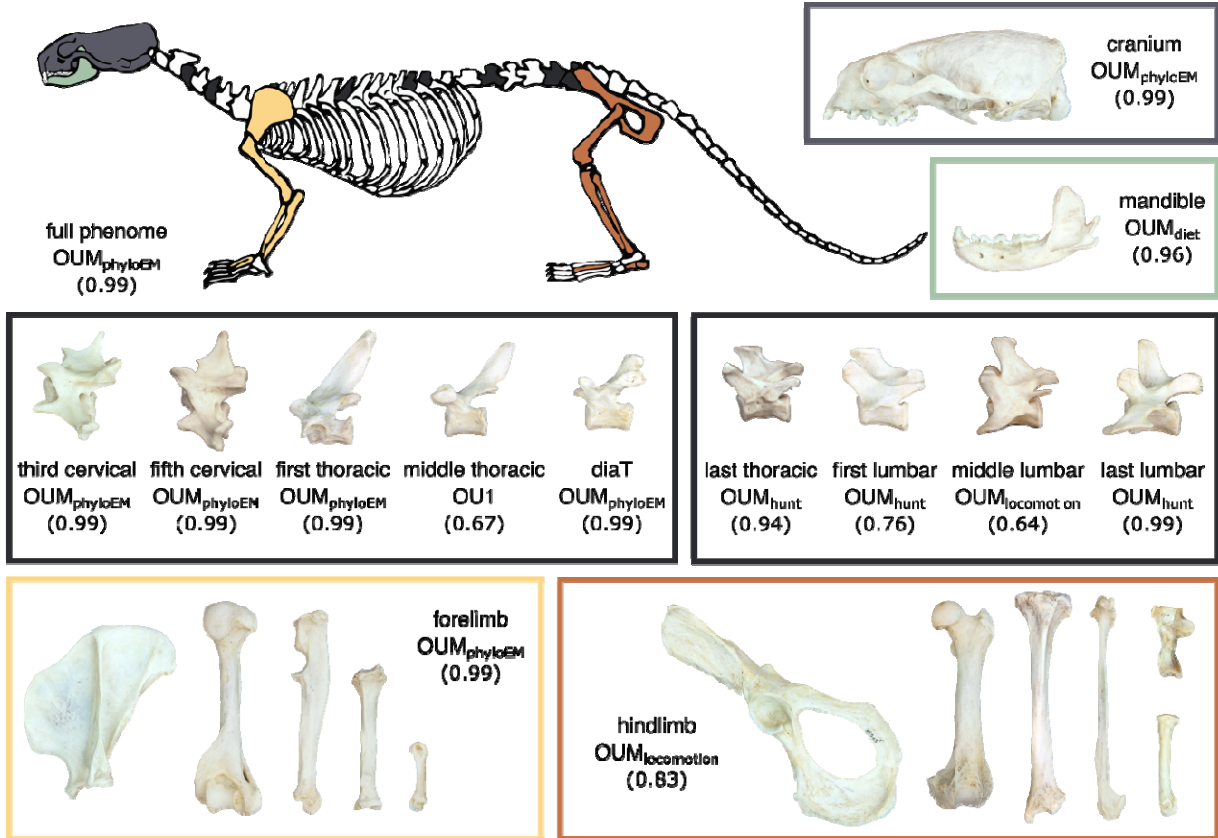 cranium
OUMphyloEM
(0.99)
mandible
OUMdiet
(0.96)
full phenome
OUMphyloEM
(0.99)
third cervical
OUMphyloEM
(0.99)
fifth cervical
OUMphyloEM
(0.99)
first thoracic
OUMphyloEM
(0.99)
middle thoracic
OU1
(0.67)
diaT
OUMphyloEM
(0.99)
last thoracic
OUMhunt
(0.94)
first lumbar
OUMhunt
(0.76)
middle lumbar
OUMlocomot on
(0.64)
last lumbar
OUMhunt
(0.99)
forelimb
OUMphyloEM
(0.99)
hindlimb
OUMlocomotion
(0.83)